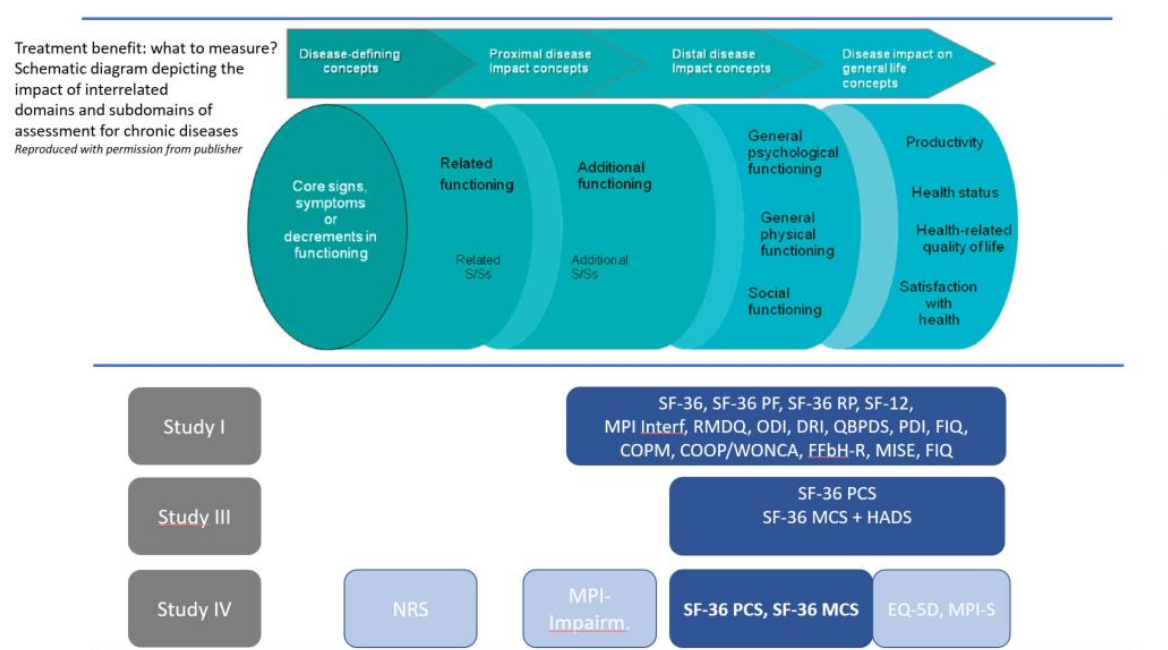 Treatment benefit: what to measure?
Schematic diagram depicting the
impact of interrelated
domains and subdomains of
assessment for chronic diseases
Reproduced with permission from publisher
Disease-defining
concepts
Proximal disease
Impact concepts
Distal disease
Impact concepts
Disease impact on
general life
concepts
Core signs,
symptoms
or
decrements in
functioning
Related
functioning
Related
S/Ss
Additional
functioning
Additional
S/Ss
General
psychological
functioning
General
physical
functioning
Social
functioning
Productivity
Health status
Health-related
quality of life
Satisfaction
with
health
Study I
SF-36, SF-36 PF, SF-36 RP, SF-12,
MPI Interf, RMDQ, ODI, DRI, QBPDS, PDI, FIQ,
COPM, COOP/WONCA, FFbH-R, MISE, FIQ
Study III
SF-36 PCS
SF-36 MCS + HADS
Study IV
NRS
MPI-
Impairm.
SF-36 PCS, SF-36 MCS
EQ-5D, MPI-S